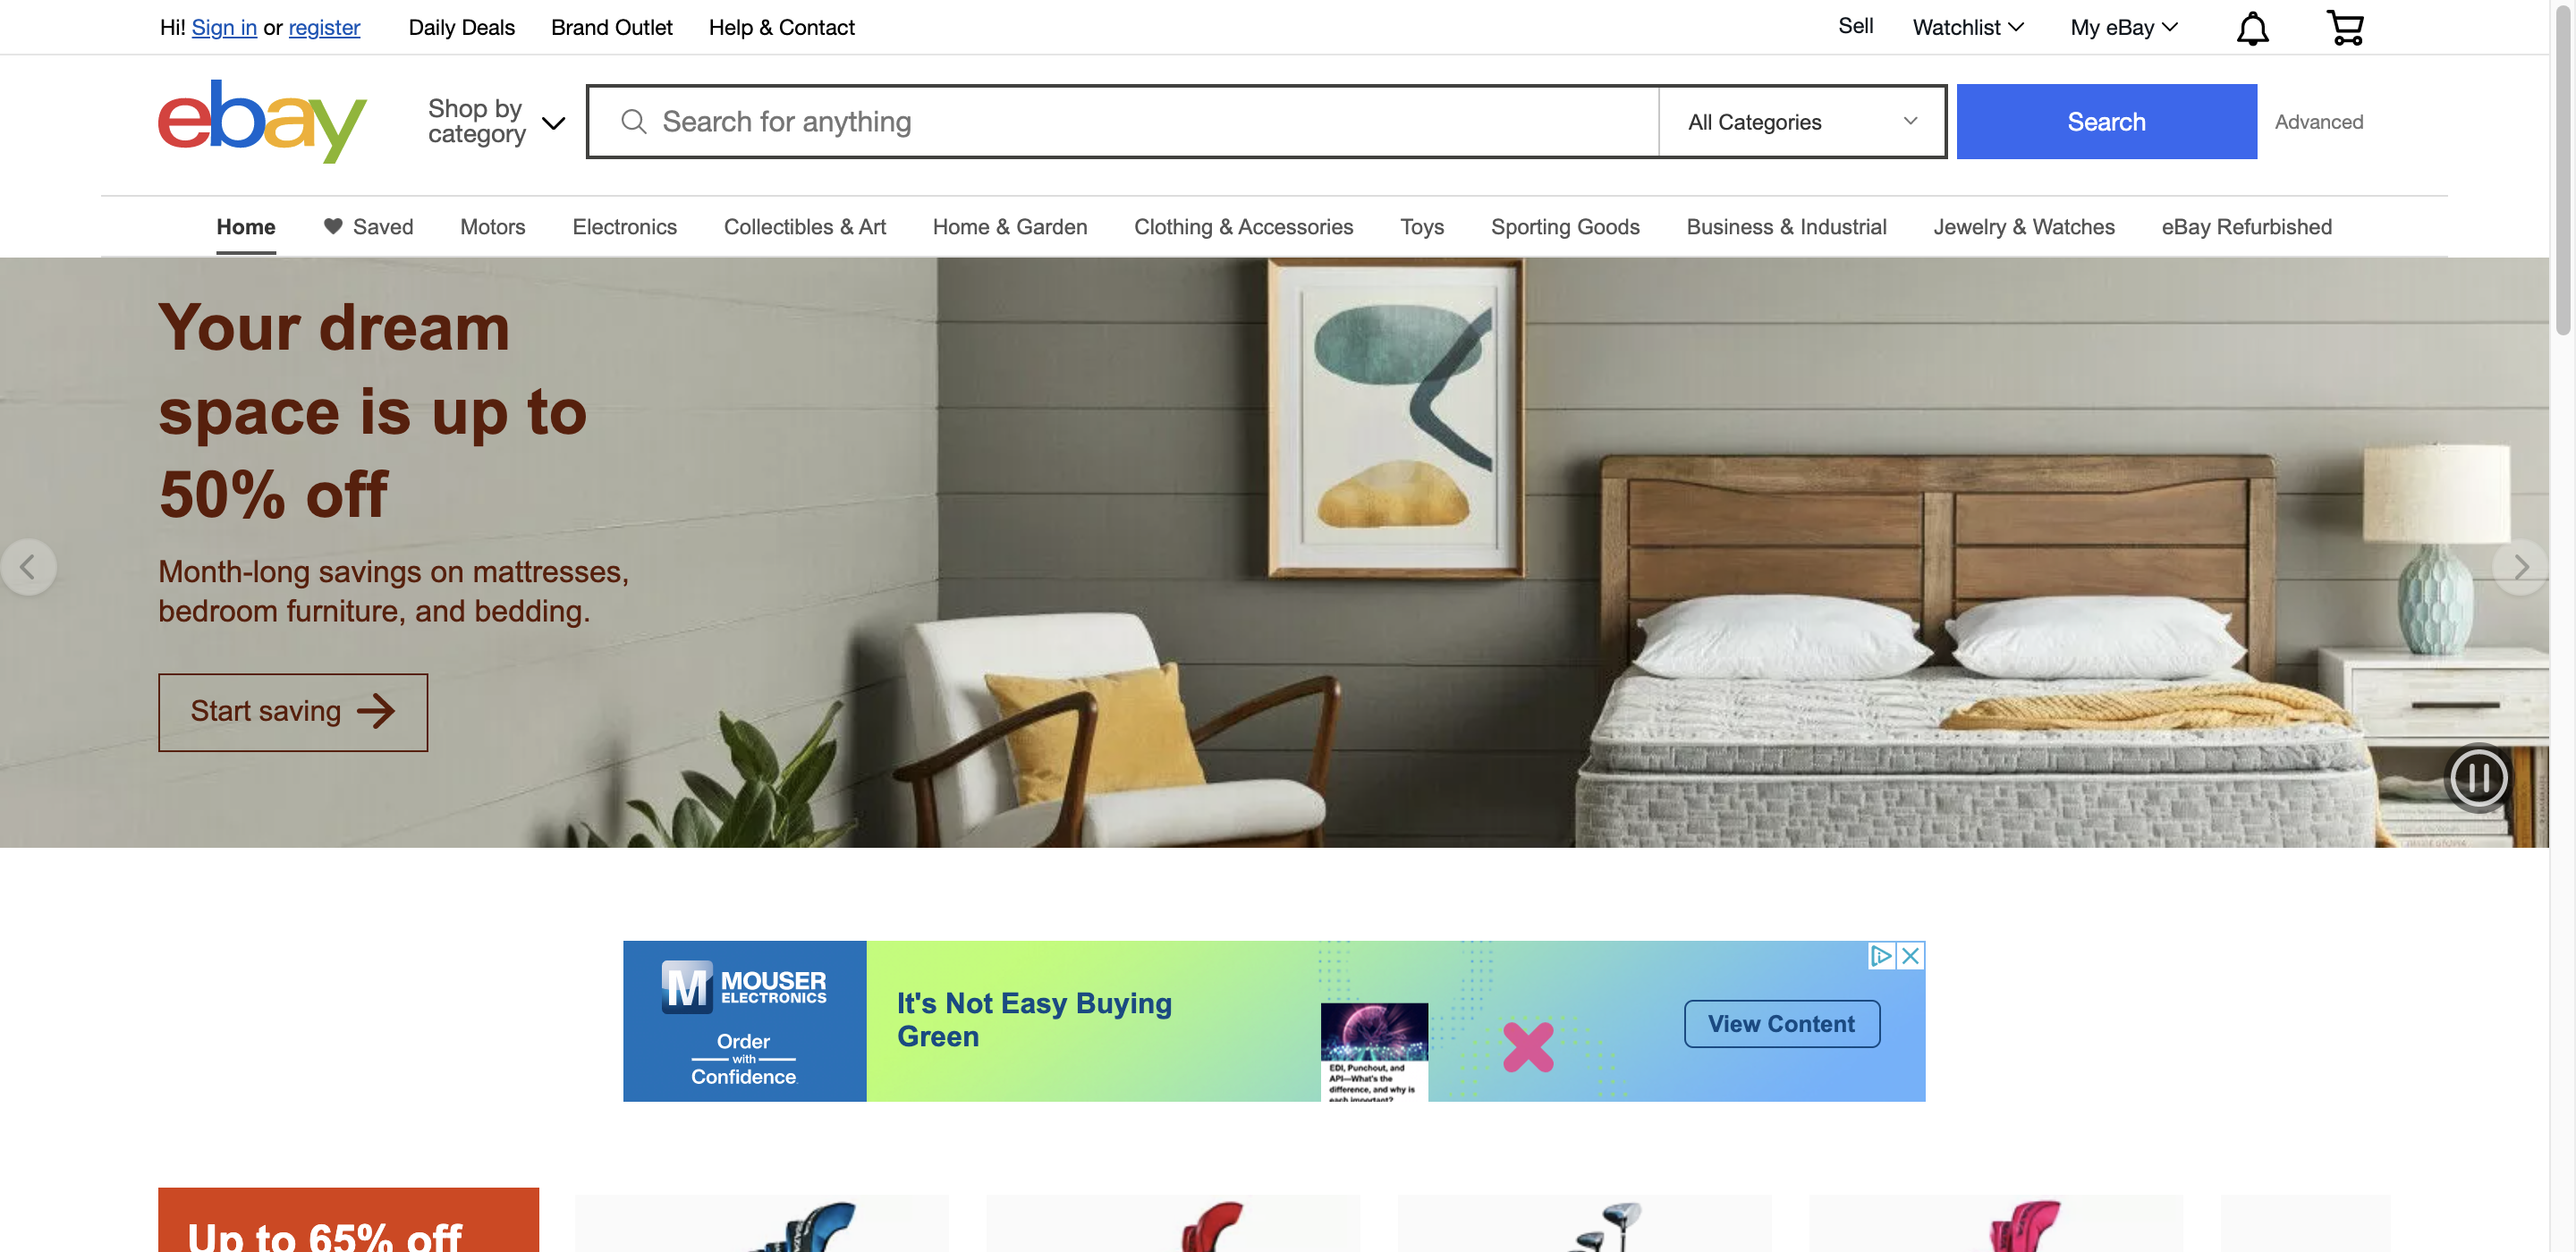 Hi! Sign in or register Daily Deals Brand Outlet Help & Contact Sell Watchlist My eBay
ebay
Shop by
category
Search for anything
All Categories
Search
Advanced
Home Saved Motors Electronics Collectibles & Art Home & Garden Clothing & Accessories Toys Sporting Goods Business & Industrial Jewelry & Watches eBay Refurbished
Your dream
space is up to
50% off
Month-long savings on mattresses,
bedroom furniture, and bedding.
Start saving
M MOUSER
ELECTRONICS
Order
with
Confidence
It's Not Easy Buying
Green
EDI, Punchout, and
API—What's the
difference, and why is
each important?
View Content
Up to 65% off